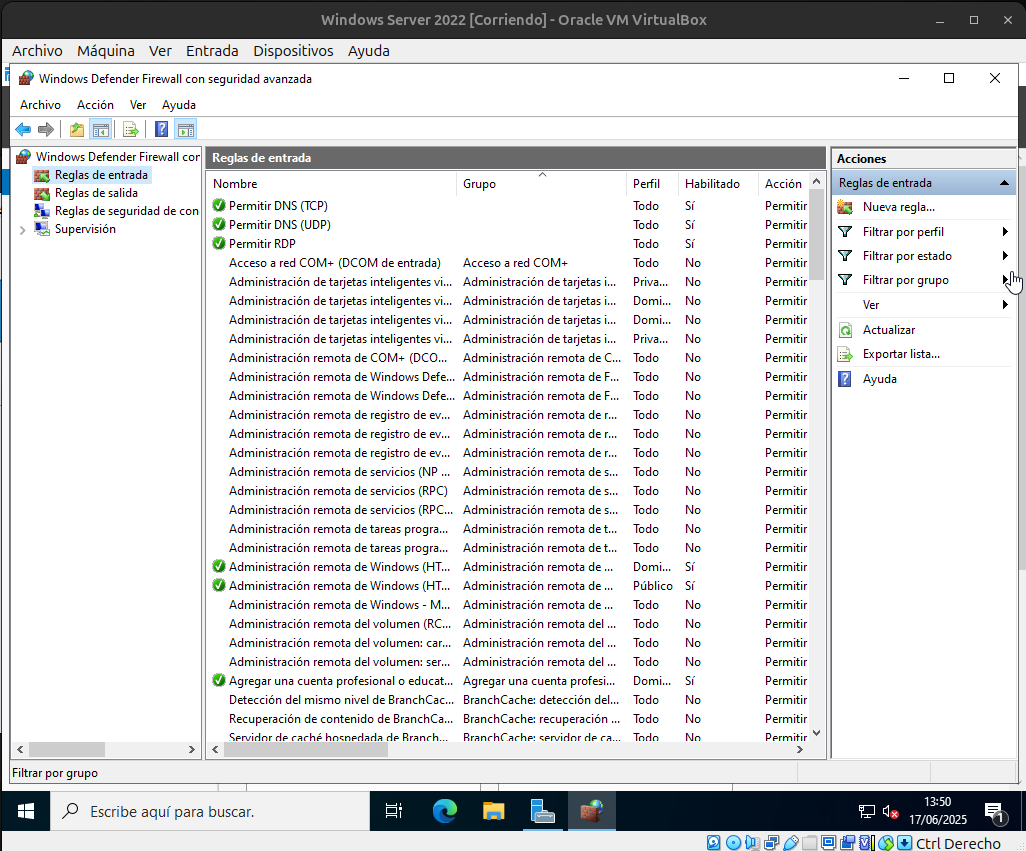 Windows Server 2022 [Corriendo] - Oracle VM VirtualBox
Archivo Máquina Ver Entrada Dispositivos Ayuda
Windows Defender Firewall con seguridad avanzada
Archivo Acción Ver Ayuda
Windows Defender Firewall cor
Reglas de entrada
Reglas de salida
Reglas de seguridad de con
Supervisión
Reglas de entrada
Nombre Grupo Perfil Habilitado Acción
Permitir DNS (TCP) Todo Sí Permitir
Permitir DNS (UDP) Todo Sí Permitir
Permitir RDP Todo Sí Permitir
Acceso a red COM+ (DCOM de entrada) Acceso a red COM+ Todo No Permitir
Administración de tarjetas inteligentes vi... Administración de tarjetas i... Priva... No Permitir
Administración de tarjetas inteligentes vi... Administración de tarjetas i... Domi... No Permitir
Administración de tarjetas inteligentes vi... Administración de tarjetas i... Domi... No Permitir
Administración de tarjetas inteligentes vi... Administración de tarjetas i... Priva... No Permitir
Administración remota de COM+ (DCO... Administración remota de C... Todo No Permitir
Administración remota de Windows Defe... Administración remota de F... Todo No Permitir
Administración remota de Windows Defe... Administración remota de F... Todo No Permitir
Administración remota de registro de ev... Administración remota de r... Todo No Permitir
Administración remota de registro de ev... Administración remota de r... Todo No Permitir
Administración remota de registro de ev... Administración remota de r... Todo No Permitir
Administración remota de servicios (NP ... Administración remota de s... Todo No Permitir
Administración remota de servicios (RPC) Administración remota de s... Todo No Permitir
Administración remota de servicios (RPC... Administración remota de s... Todo No Permitir
Administración remota de tareas progra... Administración remota de t... Todo No Permitir
Administración remota de tareas progra... Administración remota de t... Todo No Permitir
Administración remota de Windows (HT... Administración remota de ... Domi... Sí Permitir
Administración remota de Windows (HT... Administración remota de ... Público Sí Permitir
Administración remota de Windows - M... Administración remota de ... Todo No Permitir
Administración remota del volumen (RC... Administración remota del ... Todo No Permitir
Administración remota del volumen: car... Administración remota del ... Todo No Permitir
Administración remota del volumen: ser... Administración remota del ... Todo No Permitir
Agregar una cuenta profesional o educat... Agregar una cuenta profesi... Domi... Sí Permitir
Detección del mismo nivel de BranchCac... BranchCache: detección del... Todo No Permitir
Recuperación de contenido de BranchCa... BranchCache: recuperación ... Todo No Permitir
Servidor de caché hospedada de Branch... BranchCache: servidor de ca... Todo No Permitir
Acciones
Reglas de entrada
Nueva regla...
Filtrar por perfil
Filtrar por estado
Filtrar por grupo
Ver
Actualizar
Exportar lista...
Ayuda
Filtrar por grupo
Escribe aquí para buscar.
13:50
17/06/2025
1
Ctrl Derecho